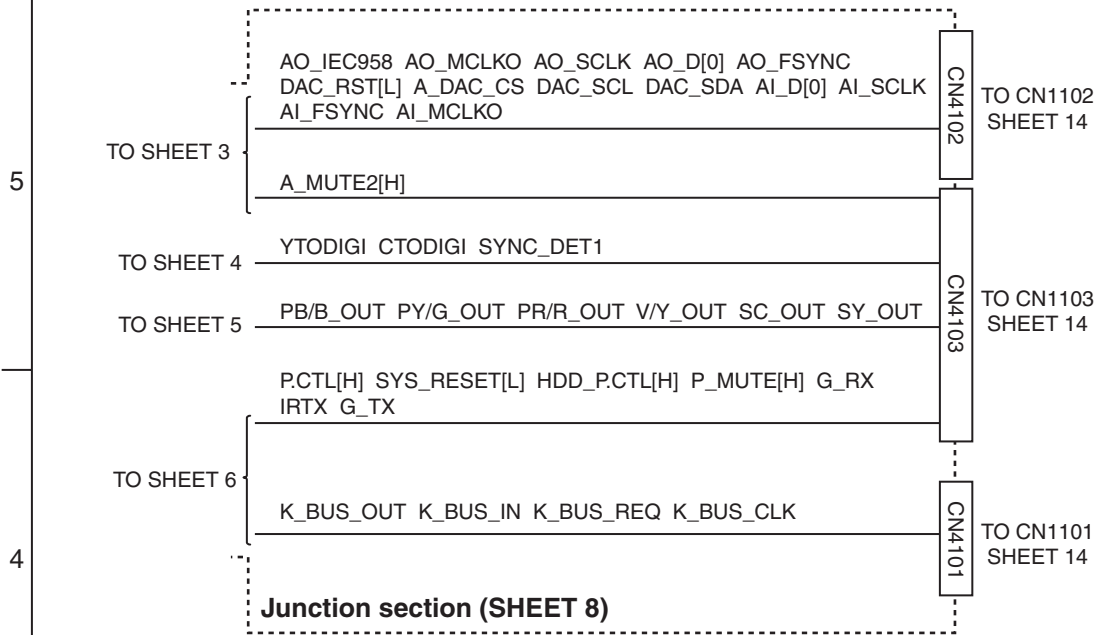 AO_IEC958 AO_MCLKO AO_SCLK AO_D[0] AO_FSYNC
DAC_RST[L] A_DAC_CS DAC_SCL DAC_SDA AI_D[0] AI_SCLK
AI_FSYNC AI_MCLKO
CN4102
TO CN1102
SHEET 14
TO SHEET 3
5
A_MUTE2[H]
YTODIGI CTODIGI SYNC_DET1
TO SHEET 4
PB/B_OUT PY/G_OUT PR/R_OUT V/Y_OUT SC_OUT SY_OUT
TO SHEET 5
CN4103
TO CN1103
SHEET 14
P.CTL[H] SYS_RESET[L] HDD_P.CTL[H] P_MUTE[H] G_RX
IRTX G_TX
TO SHEET 6
K_BUS_OUT K_BUS_IN K_BUS_REQ K_BUS_CLK
CN4101
TO CN1101
SHEET 14
4
Junction section (SHEET 8)